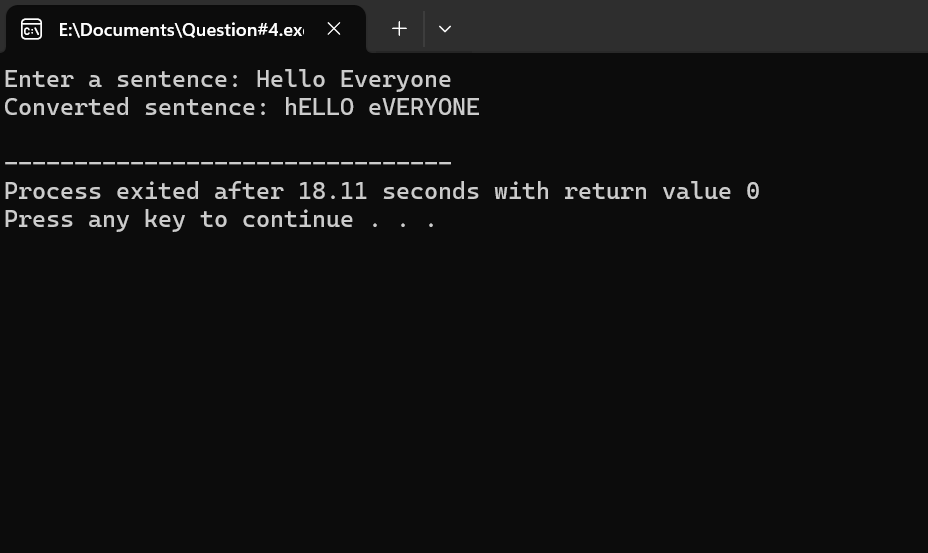 E:\Documents\Question#4.ex
Enter a sentence: Hello Everyone
Converted sentence: hELLO eVERYONE
--------------------------------
Process exited after 18.11 seconds with return value 0
Press any key to continue . . .